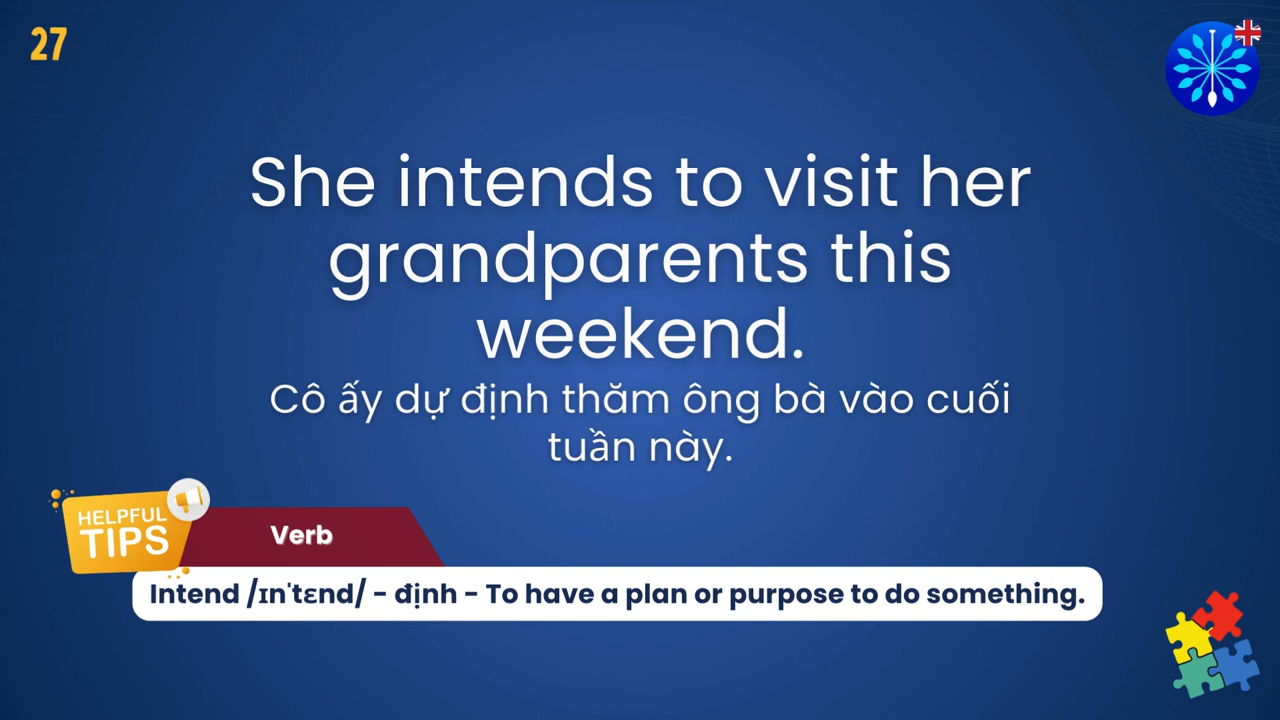 27
She intends to visit her
grandparents this
weekend.
Cô ấy dự định thăm ông bà vào cuối
tuần này.
HELPFUL
TIPS
Verb
Intend /ɪnˈtɛnd/ - định - To have a plan or purpose to do something.